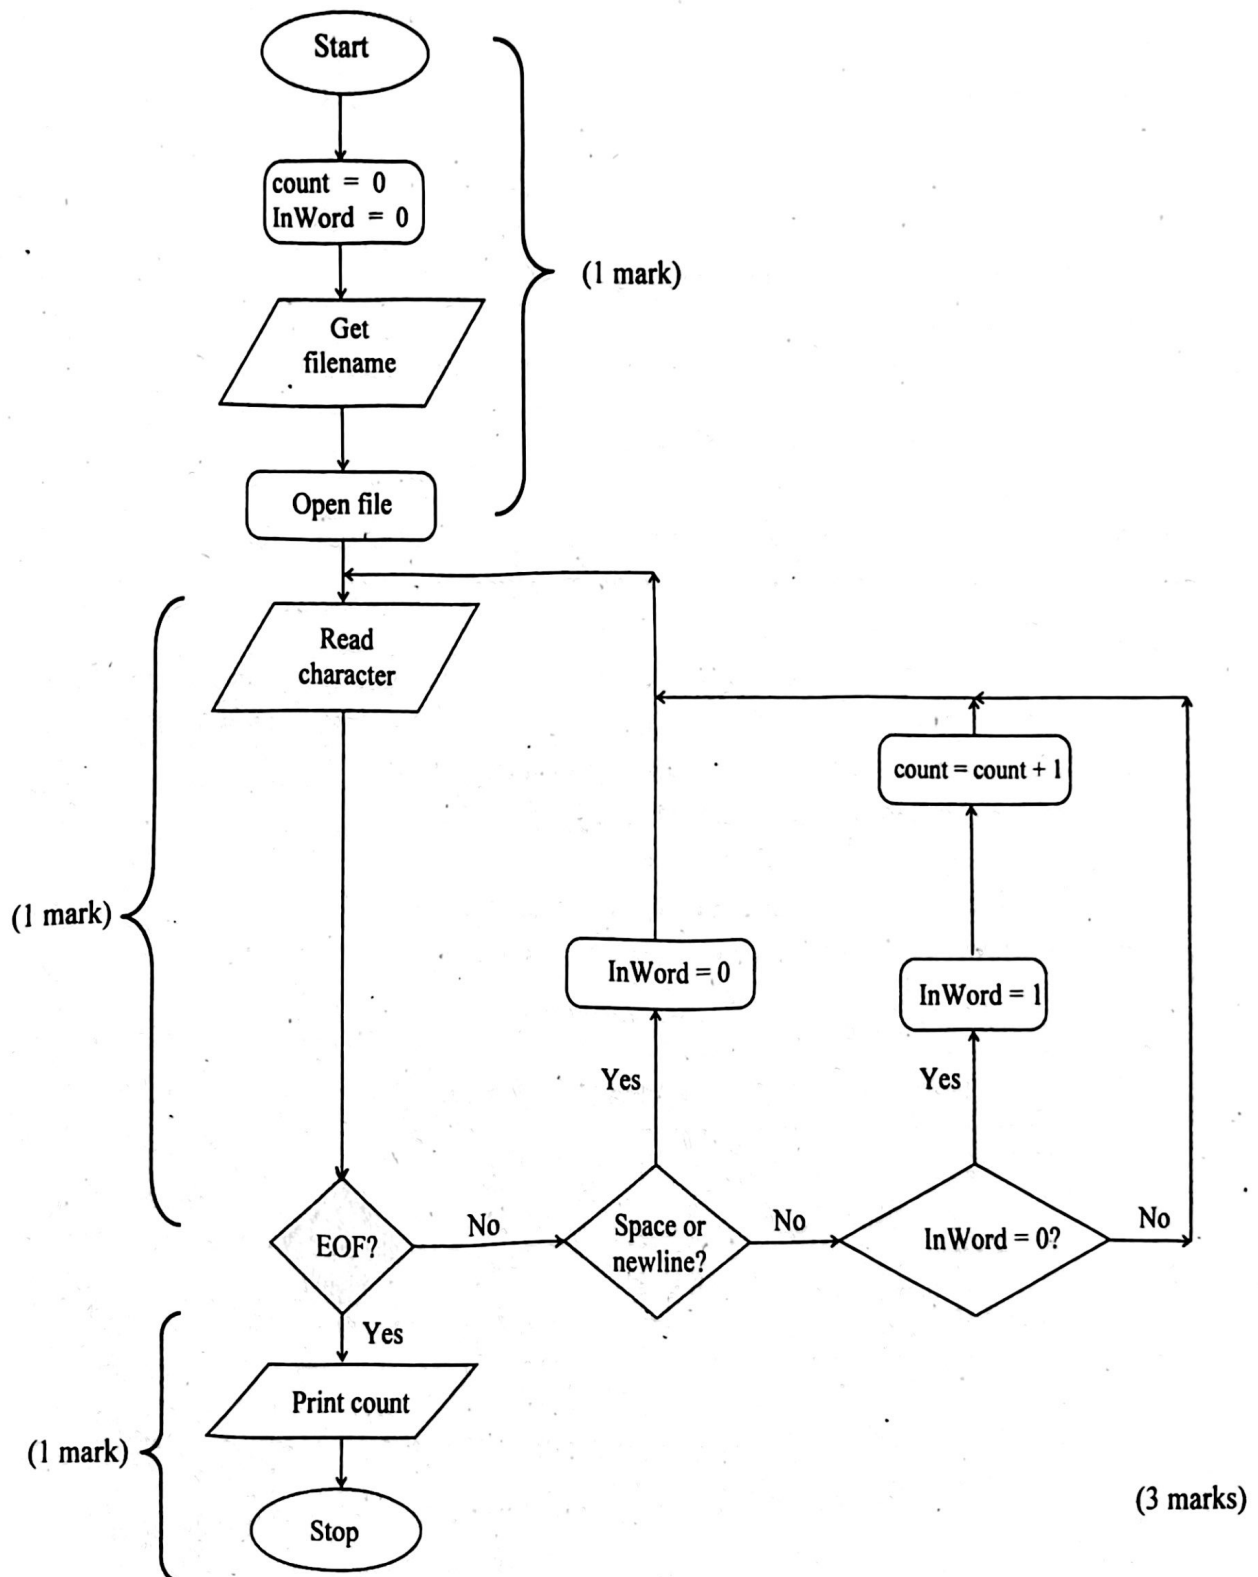 Start
count = 0
InWord = 0
(1 mark)
Get
filename
Open file
Read
character
count = count + 1
(1 mark)
InWord = 0
InWord = 1
Yes
Yes
EOF?
No
Space or
newline?
No
InWord = 0?
No
Yes
Print count
(1 mark)
(3 marks)
Stop